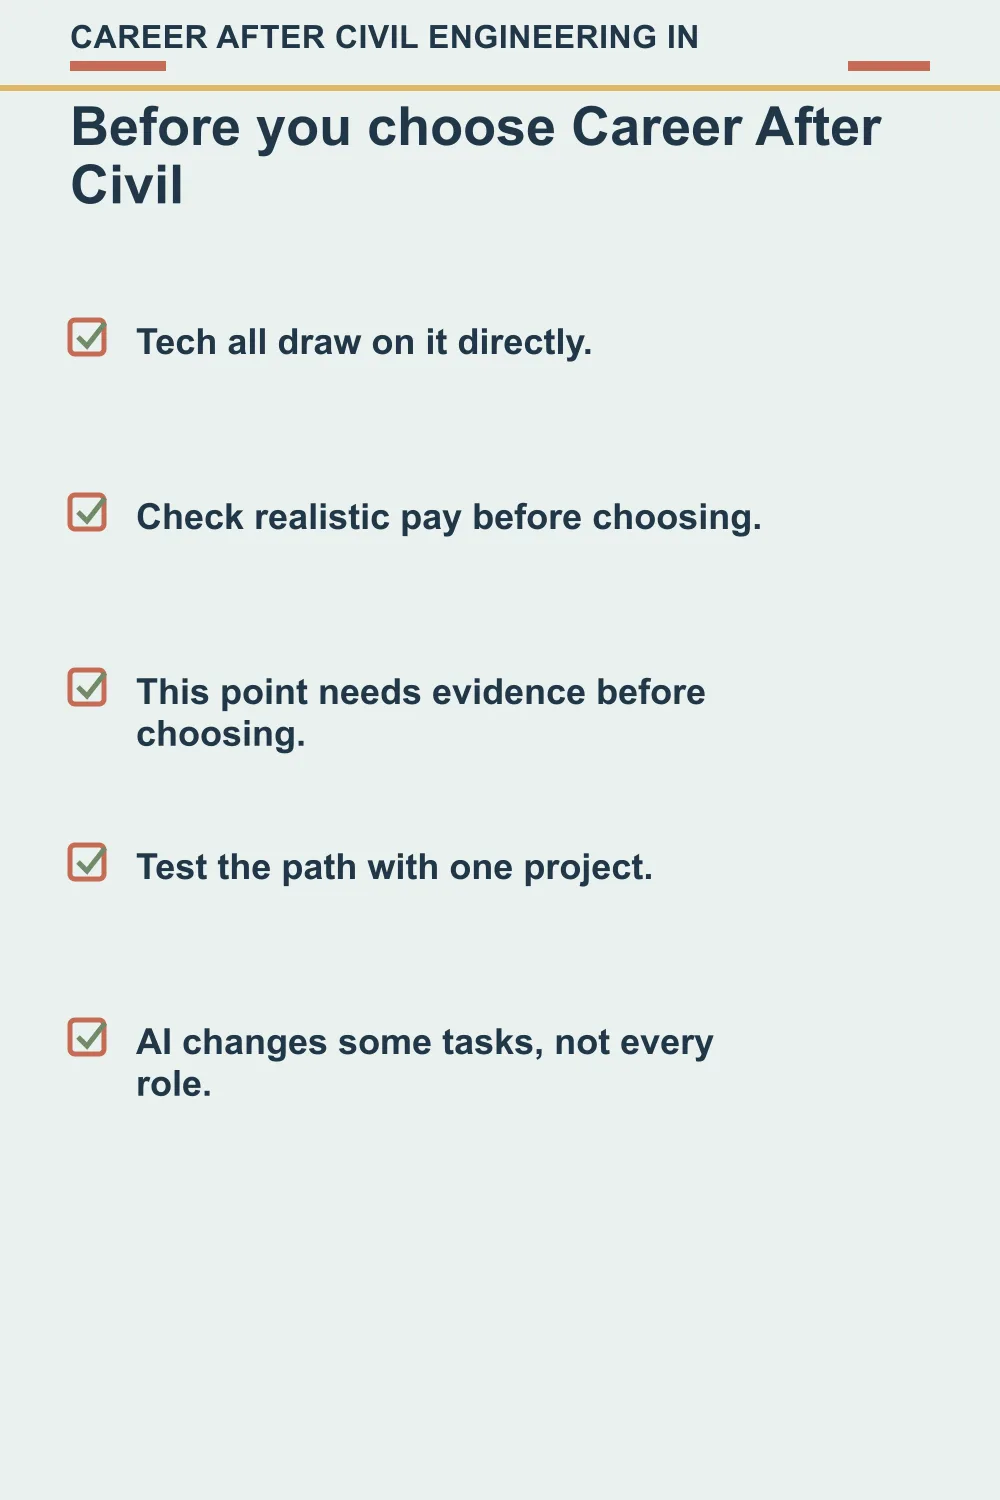 CAREER AFTER CIVIL ENGINEERING IN
Before you choose Career After
Civil
Tech all draw on it directly.
Check realistic pay before choosing.
This point needs evidence before
choosing.
Test the path with one project.
AI changes some tasks, not every
role.